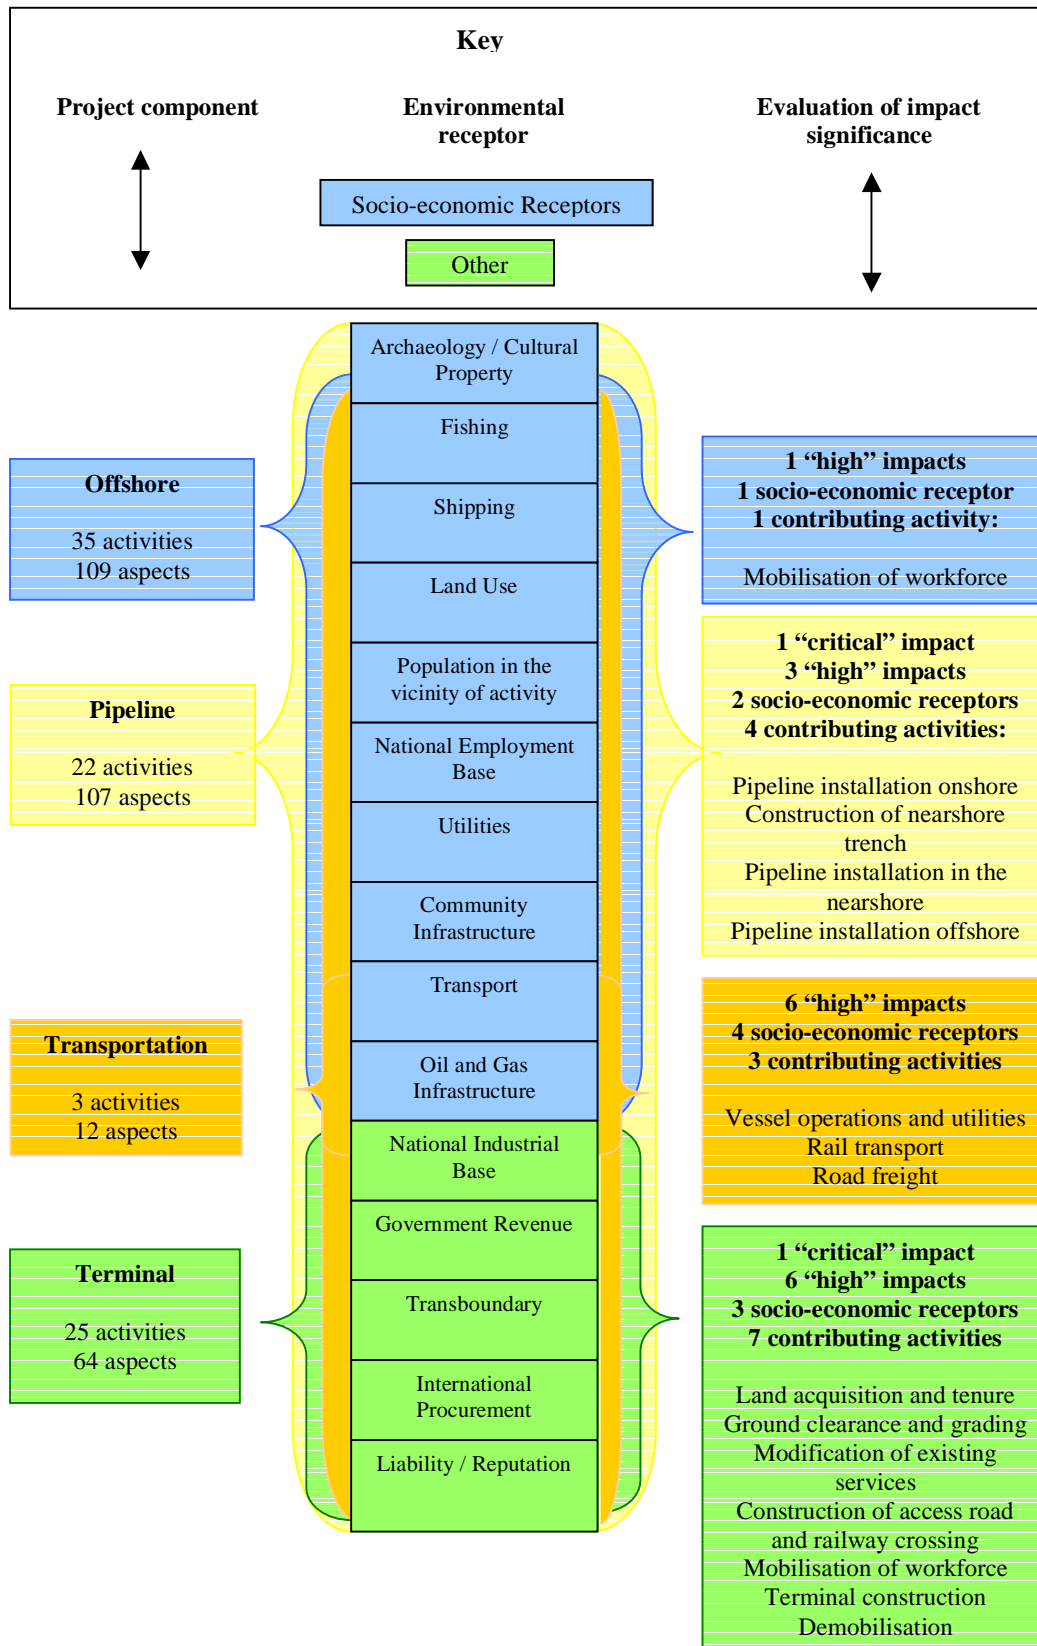 Key
Project component
Environmental
receptor
Evaluation of impact
significance
Socio-economic Receptors
Other
Archaeology / Cultural
Property
Fishing
Shipping
Land Use
Population in the
vicinity of activity
National Employment
Base
Utilities
Community
Infrastructure
Transport
Oil and Gas
Infrastructure
National Industrial
Base
Government Revenue
Transboundary
International
Procurement
Liability / Reputation
Offshore
35 activities
109 aspects
Pipeline
22 activities
107 aspects
Transportation
3 activities
12 aspects
Terminal
25 activities
64 aspects
1 “high” impacts
1 socio-economic receptor
1 contributing activity:
Mobilisation of workforce
1 “critical” impact
3 “high” impacts
2 socio-economic receptors
4 contributing activities:
Pipeline installation onshore
Construction of nearshore
trench
Pipeline installation in the
nearshore
Pipeline installation offshore
6 “high” impacts
4 socio-economic receptors
3 contributing activities
Vessel operations and utilities
Rail transport
Road freight
1 “critical” impact
6 “high” impacts
3 socio-economic receptors
7 contributing activities
Land acquisition and tenure
Ground clearance and grading
Modification of existing
services
Construction of access road
and railway crossing
Mobilisation of workforce
Terminal construction
Demobilisation